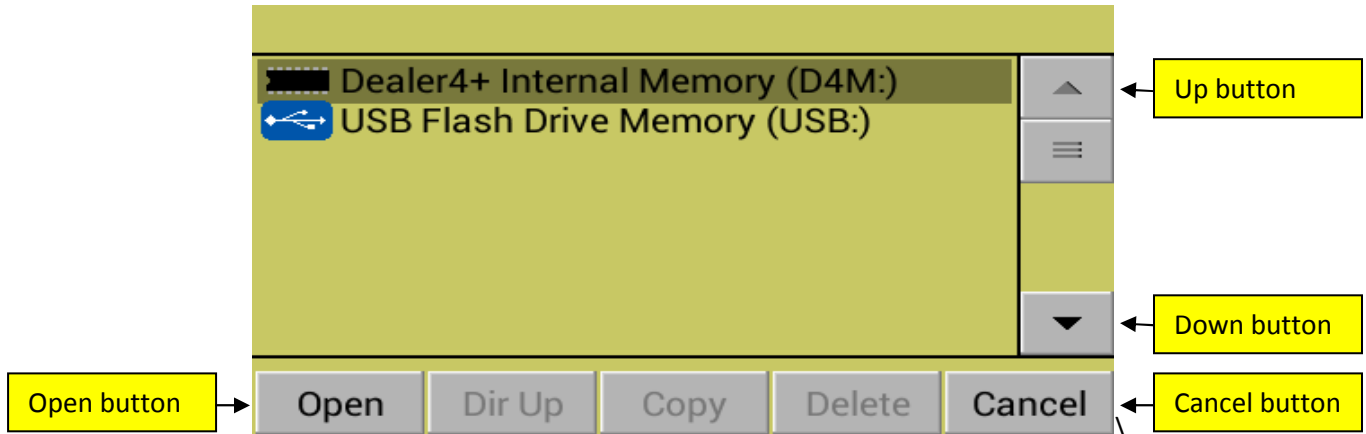 Dealer4+ Internal Memory (D4M:)
USB Flash Drive Memory (USB:)
Up button
Down button
Open button
Open
Dir Up
Copy
Delete
Cancel
Cancel button